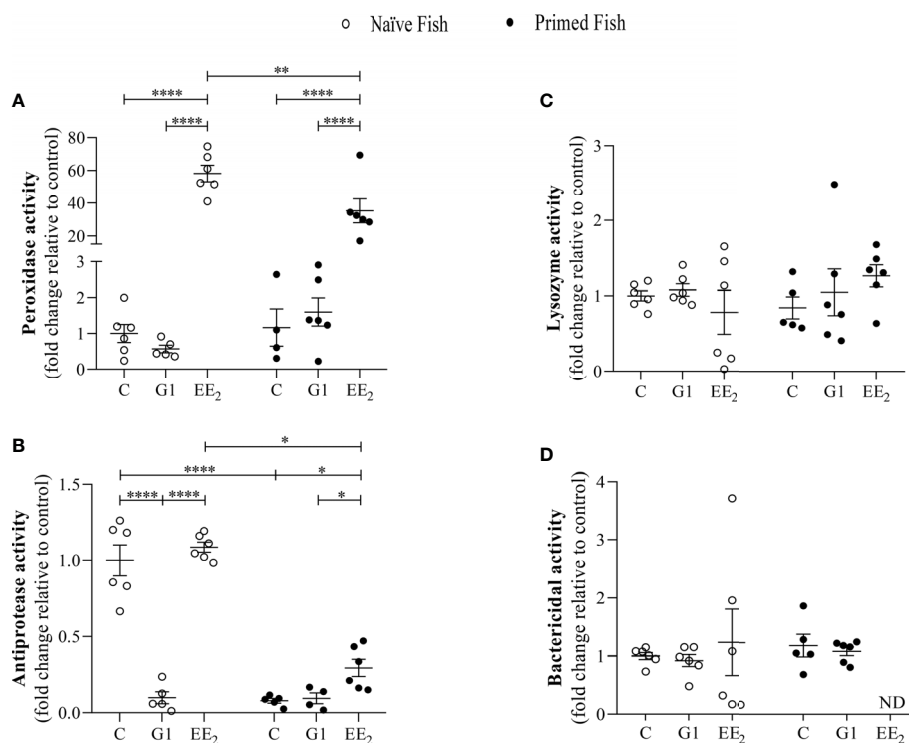 Naïve Fish
Primed Fish
A
**
****
****
****
****
Peroxidase activity
(fold change relative to control)
80
60
40
20
3
2
1
0
C G1 EE₂ C G1 EE₂
B
*
****
*
****
****
*
Antiprotease activity
(fold change relative to control)
1.5
1.0
0.5
0.0
C G1 EE₂ C G1 EE₂
C
Lysozyme activity
(fold change relative to control)
3
2
1
0
C G1 EE₂ C G1 EE₂
D
Bactericidal activity
(fold change relative to control)
4
3
2
1
0
ND
C G1 EE₂ C G1 EE₂